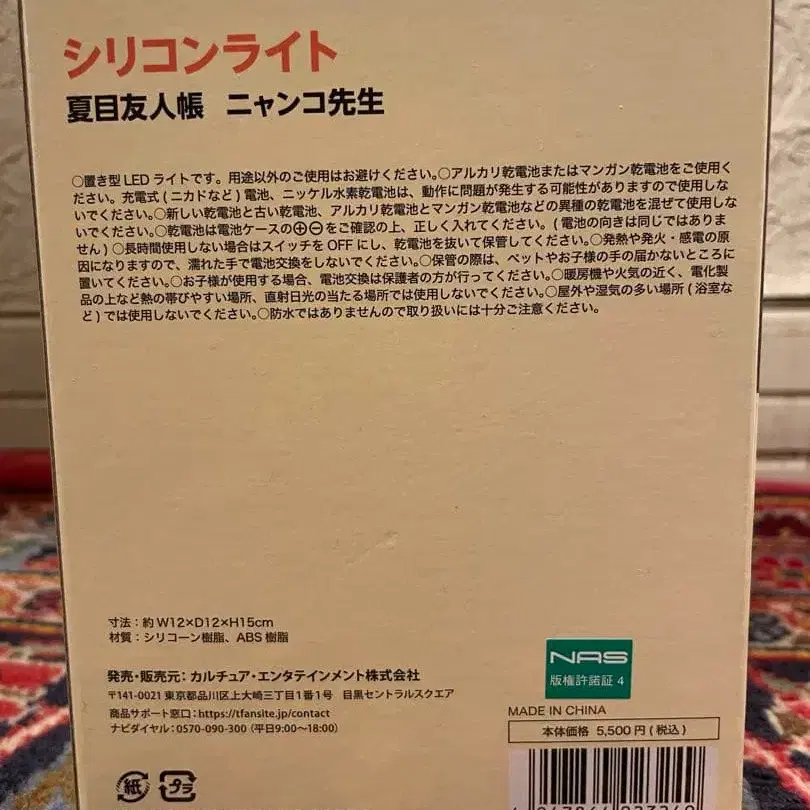 シリコンライト
夏目友人帳 ニャンコ先生
○置き型LEDライトです。用途以外のご使用はお避けください。○アルカリ乾電池またはマンガン乾電池をご使用く
ださい。充電式(ニカドなど)電池、ニッケル水素乾電池は、動作に問題が発生する可能性がありますので使用しな
いでください。○新しい乾電池と古い乾電池、アルカリ乾電池とマンガン乾電池などの異種の乾電池を混ぜて使用しな
いでください。○乾電池は電池ケースの⊕⊖をご確認の上、正しく入れてください。(電池の向きは同じではありま
せん)○長時間使用しない場合はスイッチをOFFにし、乾電池を抜いて保管してください。○発熱や発火・感電の原
因になりますので、濡れた手で電池交換をしないでください。○保管の際は、ペットやお子様の手の届かないところに
置いてください。○お子様が使用する場合、電池交換は保護者の方が行ってください。○暖房機や火気の近く、電化製
品の上など熱の帯びやすい場所、直射日光の当たる場所では使用しないでください。○屋外や湿気の多い場所(浴室な
ど)では使用しないでください。○防水ではありませんので取り扱いには十分ご注意ください。
寸法：約W12×D12×H15cm
材質：シリコーン樹脂、ABS樹脂
発売・販売元：カルチュア・エンタテインメント株式会社
〒141-0021 東京都品川区上大崎三丁目1番1号 目黒セントラルスクエア
商品サポート窓口：https://tfansite.jp/contact
ナビダイヤル：0570-090-300 (平日9:00〜18:00)
紙
プラ
NAS
版権許諾証 4
MADE IN CHINA
本体価格 5,500円(税込)